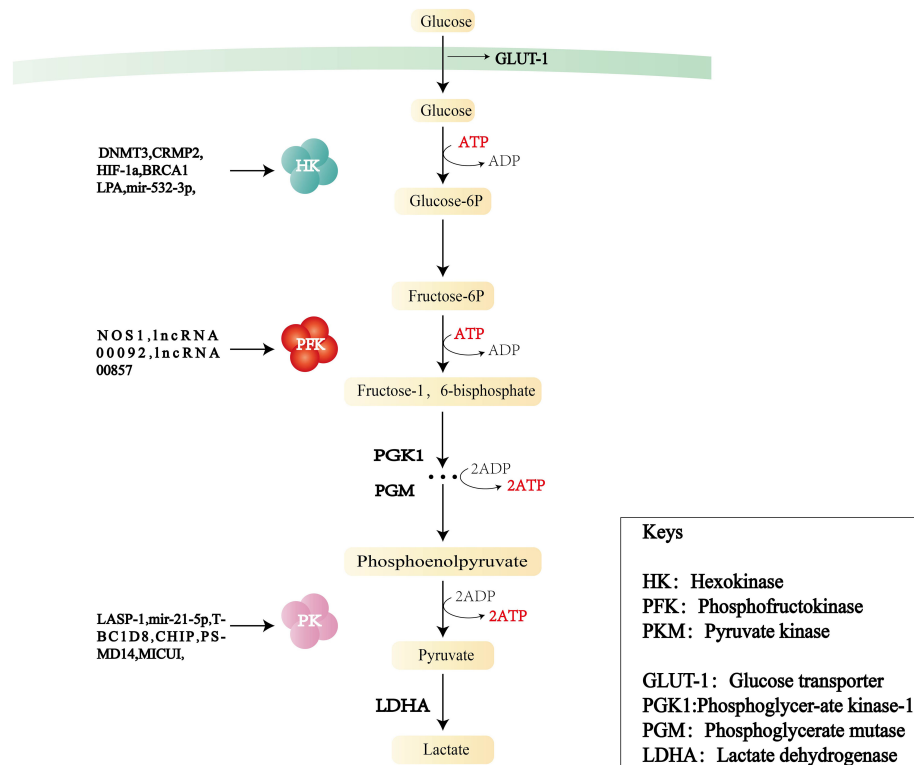 Glucose
GLUT-1
Glucose
DNMT3,CRMP2,
HIF-1a,BRCA1
LPA,mir-532-3p,
HK
ATP
ADP
Glucose-6P
Fructose-6P
NOS1,lncRNA
00092,lncRNA
00857
PFK
ATP
ADP
Fructose-1, 6-bisphosphate
PGK1
PGM
2ADP
2ATP
Phosphoenolpyruvate
LASP-1,mir-21-5p,T-
BC1D8,CHIP,PS-
MD14,MICUI,
PK
2ADP
2ATP
Pyruvate
LDHA
Lactate
Keys
HK: Hexokinase
PFK: Phosphofructokinase
PKM: Pyruvate kinase
GLUT-1: Glucose transporter
PGK1:Phosphoglycer-ate kinase-1
PGM: Phosphoglycerate mutase
LDHA: Lactate dehydrogenase